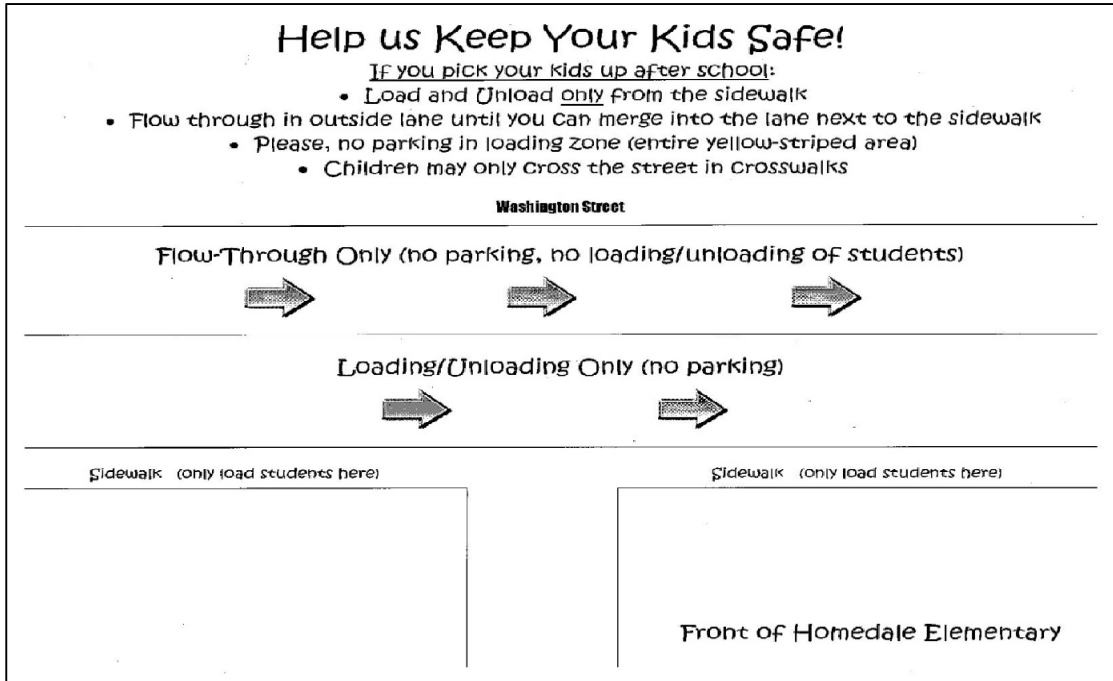 Help us Keep Your Kids Safe!
If you pick your kids up after school:
• Load and Unload only from the sidewalk
• Flow through in outside lane until you can merge into the lane next to the sidewalk
• Please, no parking in loading zone (entire yellow-striped area)
• Children may only cross the street in crosswalks
Washington Street
Flow-Through Only (no parking, no loading/unloading of students)
Loading/Unloading Only (no parking)
Sidewalk (only load students here) Sidewalk (only load students here)
Front of Homedale Elementary